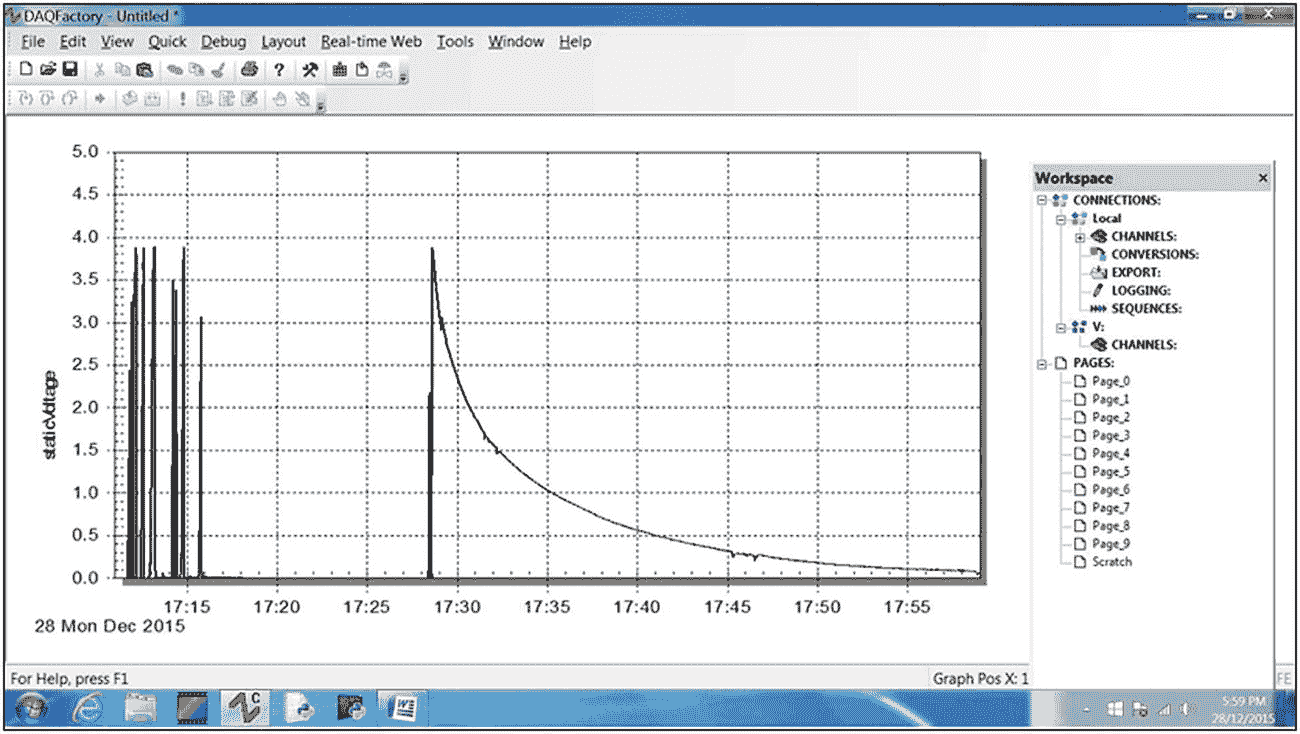 DAQFactory - Untitled *
File Edit View Quick Debug Layout Real-time Web Tools Window Help
5.0
4.5
4.0
3.5
3.0
2.5
2.0
1.5
1.0
0.5
0.0
staticVoltage
17:15 17:20 17:25 17:30 17:35 17:40 17:45 17:50 17:55
28 Mon Dec 2015
Workspace
CONNECTIONS:
Local
CHANNELS:
CONVERSIONS:
EXPORT:
LOGGING:
SEQUENCES:
V:
CHANNELS:
PAGES:
Page_0
Page_1
Page_2
Page_3
Page_4
Page_5
Page_6
Page_7
Page_8
Page_9
Scratch
For Help, press F1
Graph Pos X: 1
FE
5:59 PM
28/12/2015